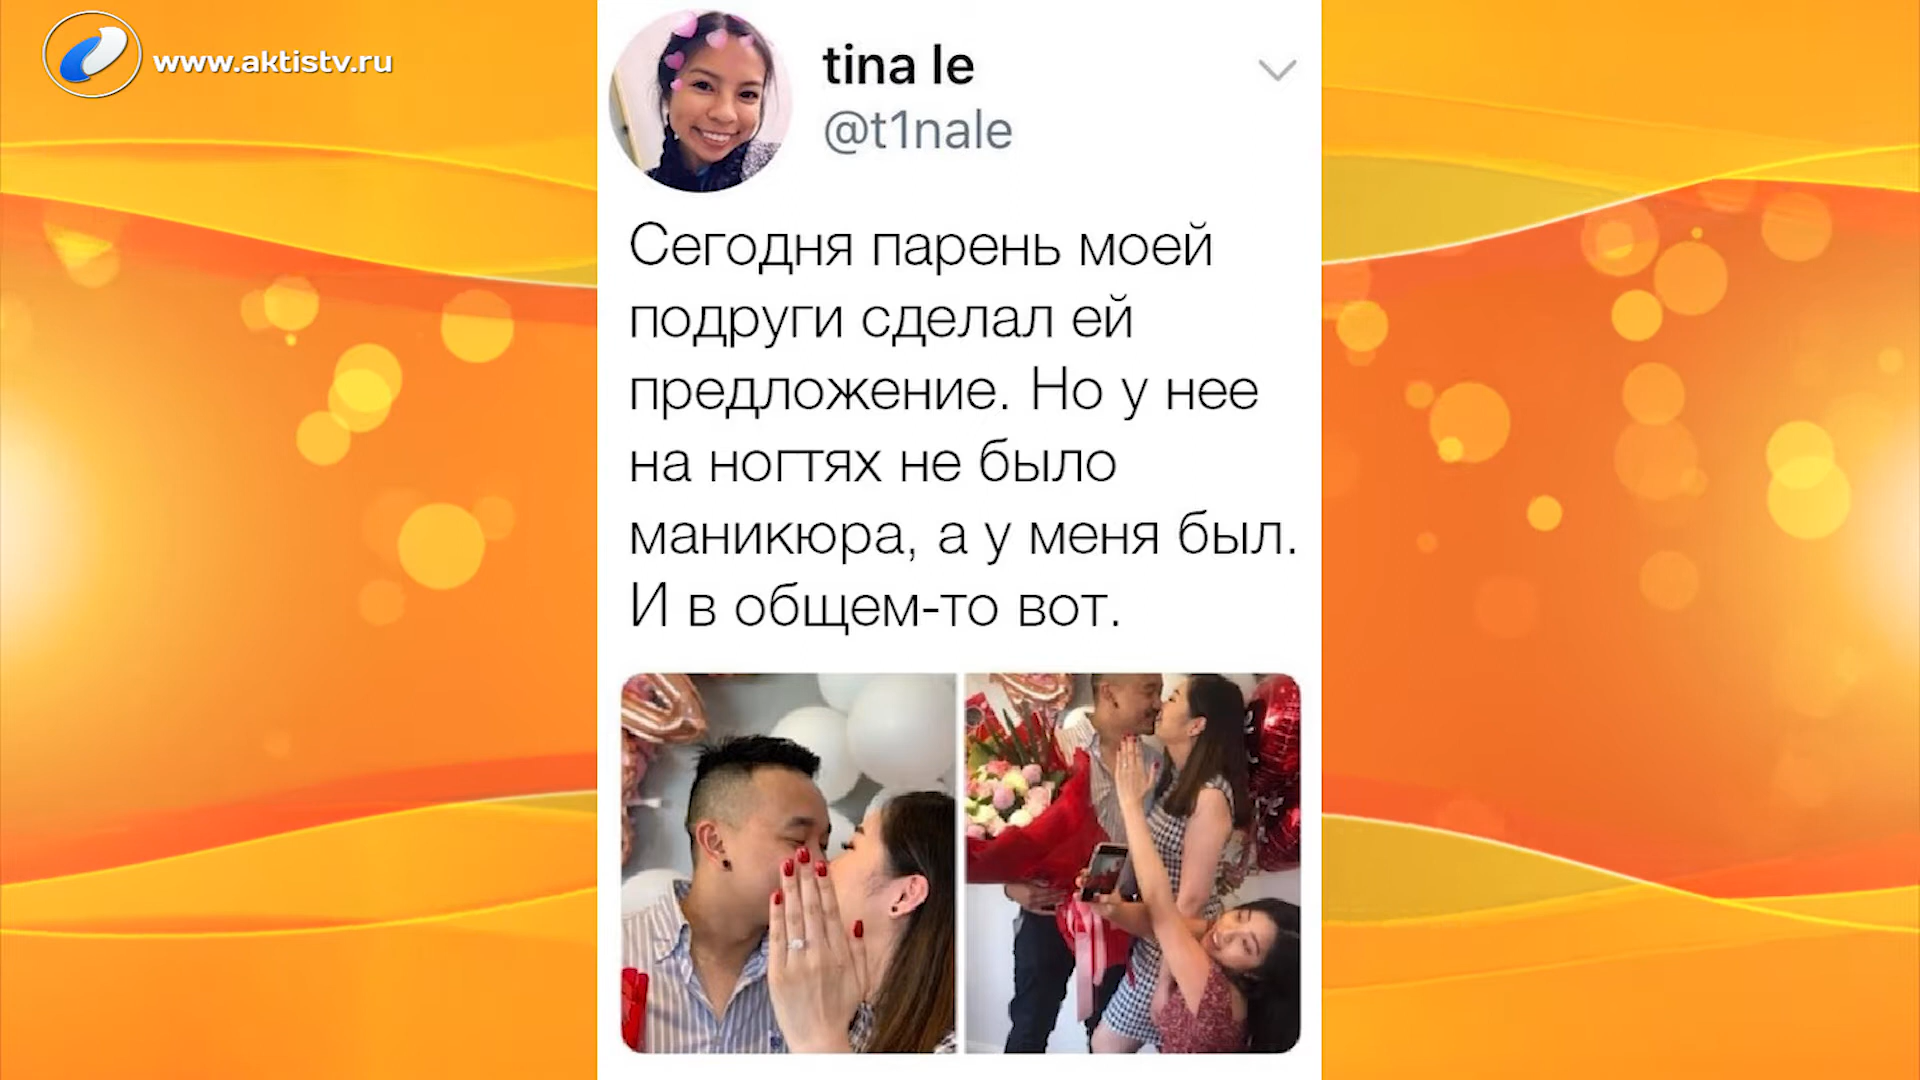 www.aktistv.ru
tina le
@t1nale
Сегодня парень моей
подруги сделал ей
предложение. Но у нее
на ногтях не было
маникюра, а у меня был.
И в общем-то вот.